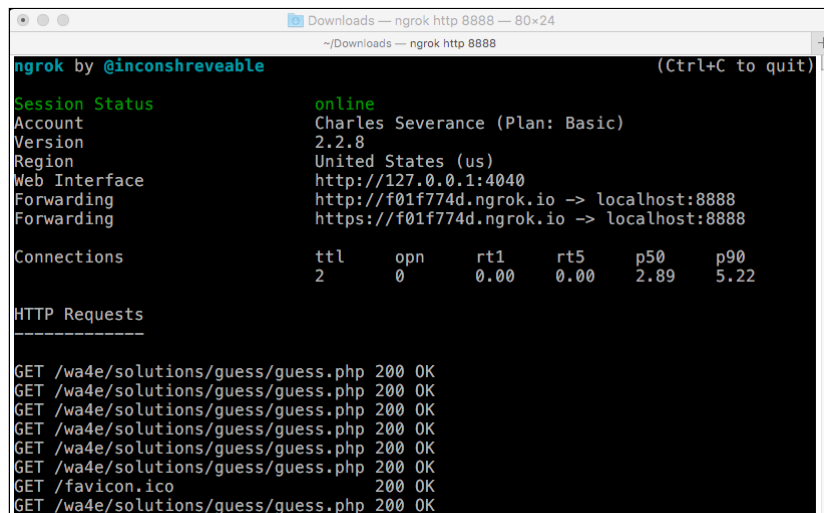 Downloads — ngrok http 8888 — 80×24
~/Downloads — ngrok http 8888
ngrok by @inconshreveable (Ctrl+C to quit)
Session Status online
Account Charles Severance (Plan: Basic)
Version 2.2.8
Region United States (us)
Web Interface http://127.0.0.1:4040
Forwarding http://f01f774d.ngrok.io -> localhost:8888
Forwarding https://f01f774d.ngrok.io -> localhost:8888
Connections ttl opn rt1 rt5 p50 p90
2 0 0.00 0.00 2.89 5.22
HTTP Requests
-------------
GET /wa4e/solutions/guess/guess.php 200 OK
GET /wa4e/solutions/guess/guess.php 200 OK
GET /wa4e/solutions/guess/guess.php 200 OK
GET /wa4e/solutions/guess/guess.php 200 OK
GET /wa4e/solutions/guess/guess.php 200 OK
GET /wa4e/solutions/guess/guess.php 200 OK
GET /favicon.ico 200 OK
GET /wa4e/solutions/guess/guess.php 200 OK